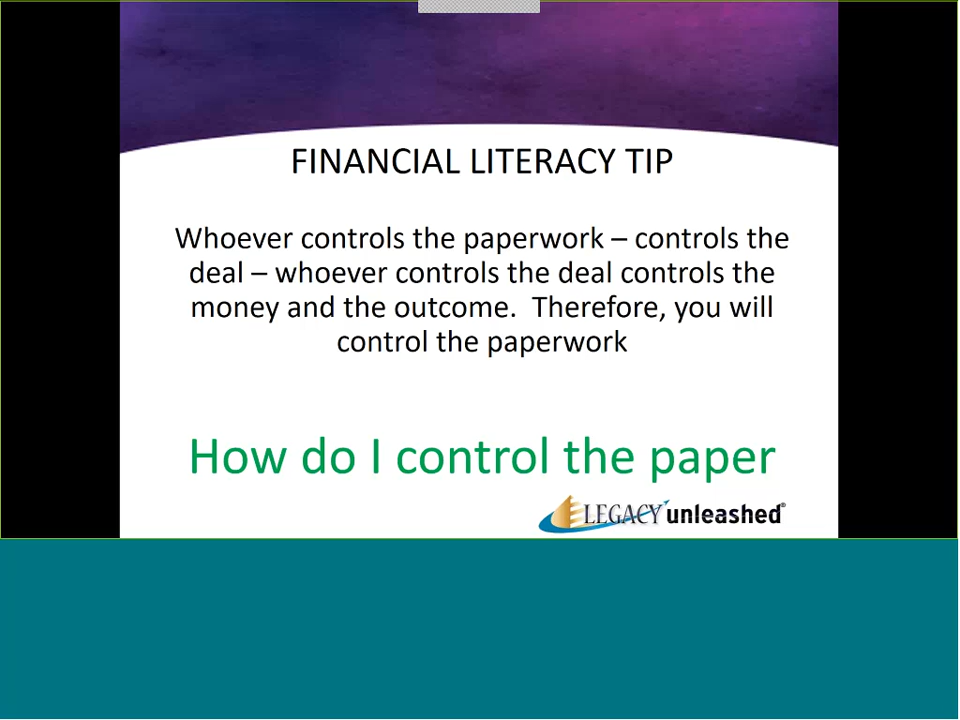 FINANCIAL LITERACY TIP
Whoever controls the paperwork – controls the
deal – whoever controls the deal controls the
money and the outcome.  Therefore, you will
control the paperwork
How do I control the paper
LEGACY unleashed®